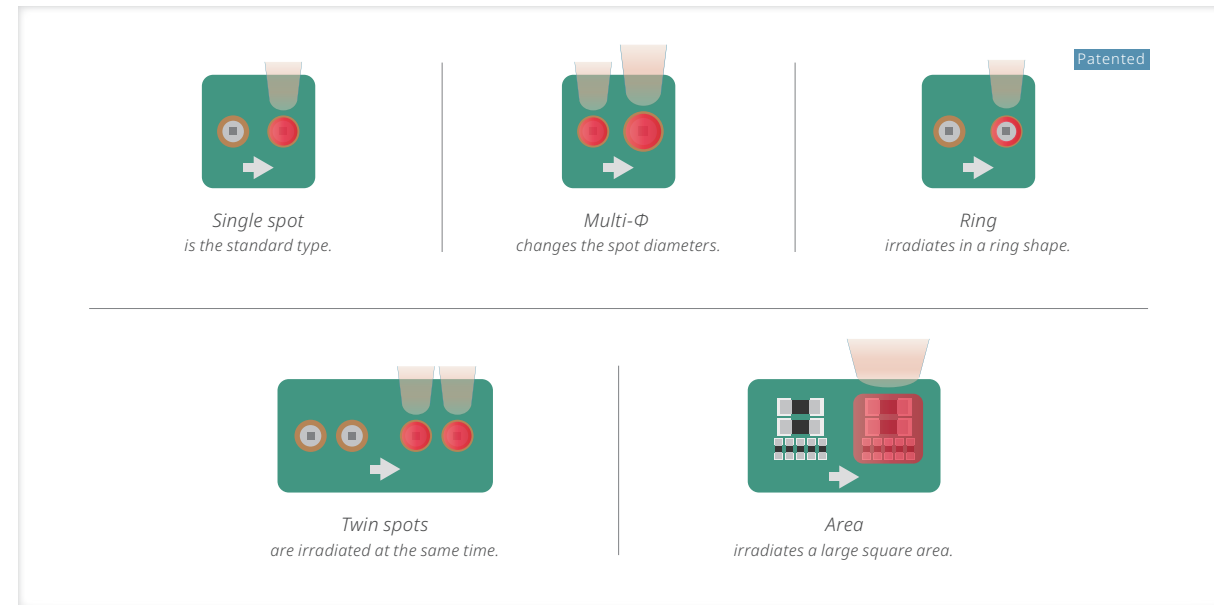 Patented
Single spot
is the standard type.
Multi-Φ
changes the spot diameters.
Ring
irradiates in a ring shape.
Twin spots
are irradiated at the same time.
Area
irradiates a large square area.